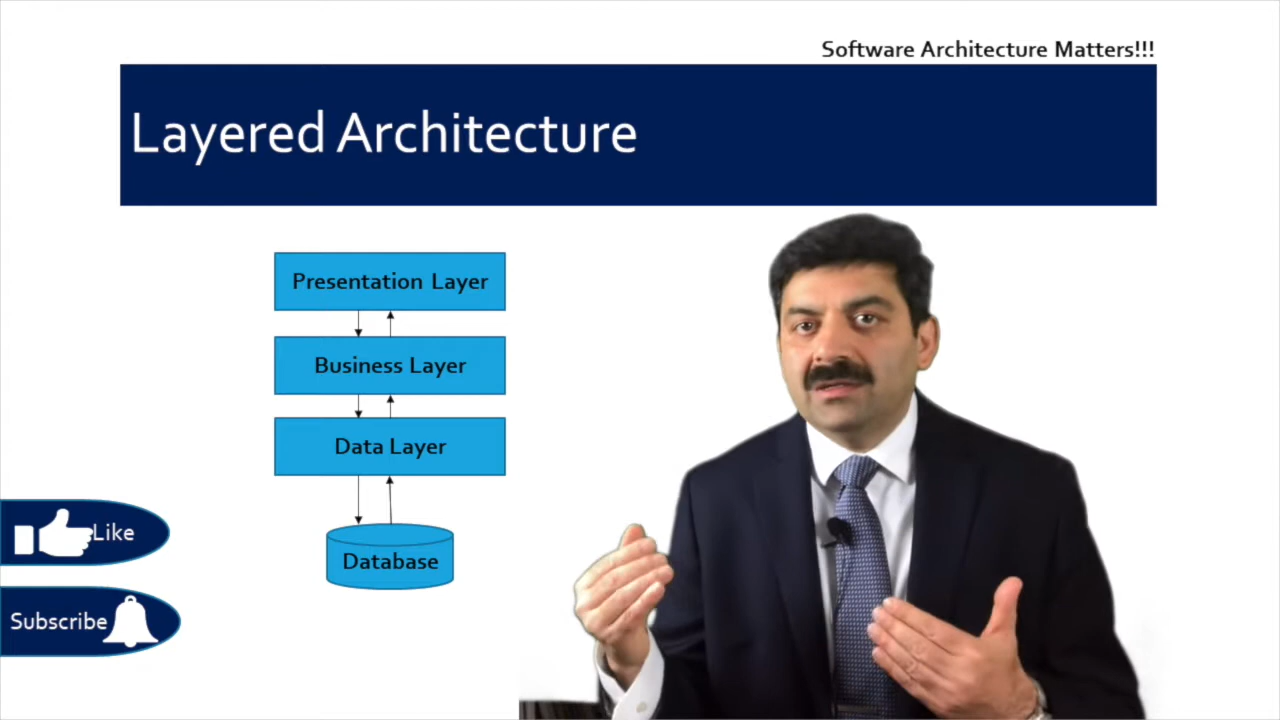 Software Architecture Matters!!!
Layered Architecture
Presentation Layer
Business Layer
Data Layer
Database
Like
Subscribe